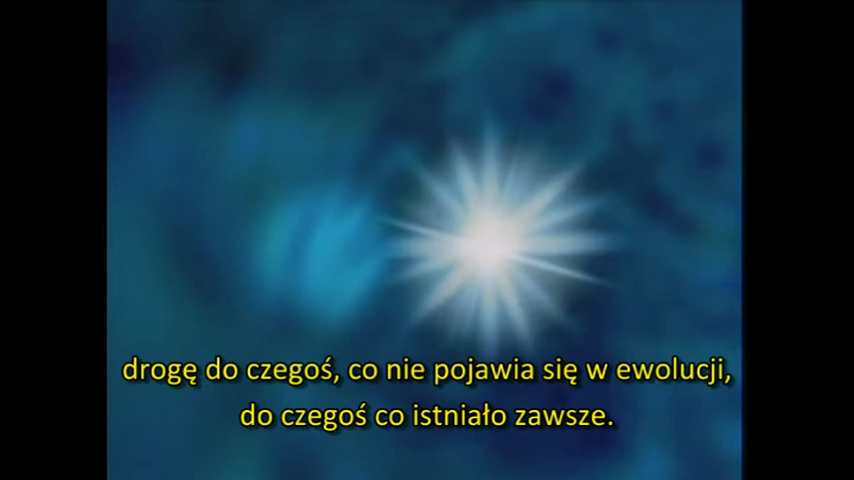 drogę do czegoś, co nie pojawia się w ewolucji,
do czegoś co istniało zawsze.